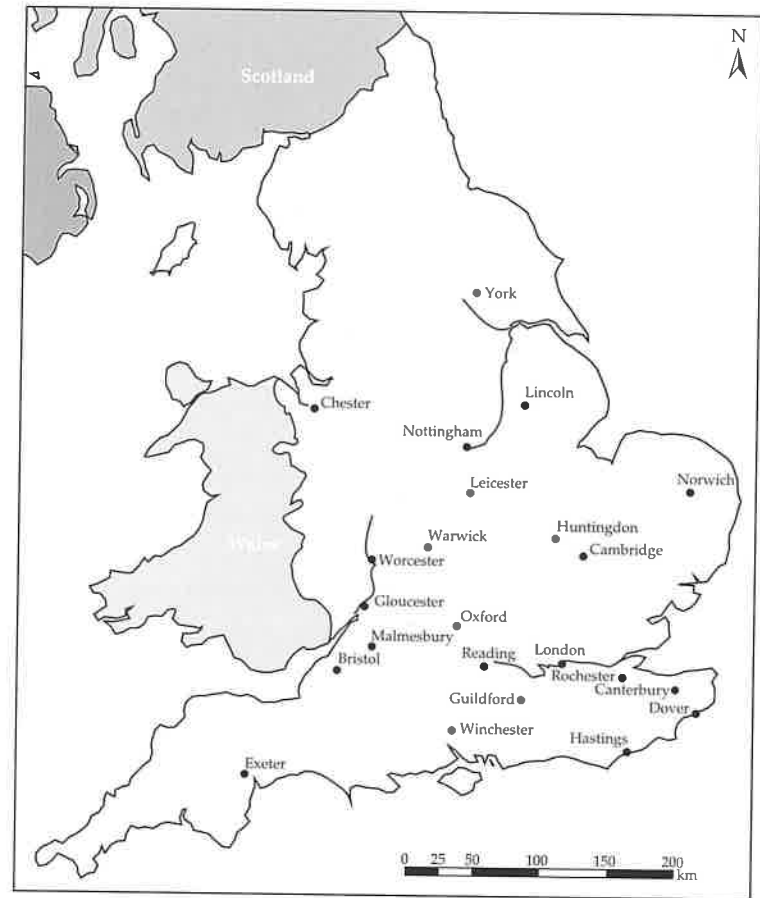 N
Scotland
York
Chester
Lincoln
Nottingham
Leicester
Norwich
Warwick
Huntingdon
Wales
Worcester
Cambridge
Gloucester
Oxford
Malmesbury
Bristol
Reading
London
Rochester
Canterbury
Guildford
Dover
Winchester
Hastings
Exeter
0 25 50 100 150 200
km